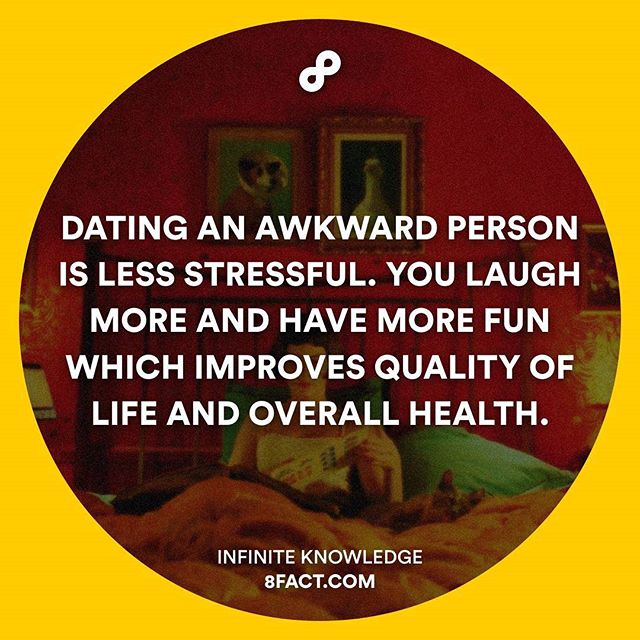 DATING AN AWKWARD PERSON
IS LESS STRESSFUL. YOU LAUGH
MORE AND HAVE MORE FUN
WHICH IMPROVES QUALITY OF
LIFE AND OVERALL HEALTH.
INFINITE KNOWLEDGE
8FACT.COM